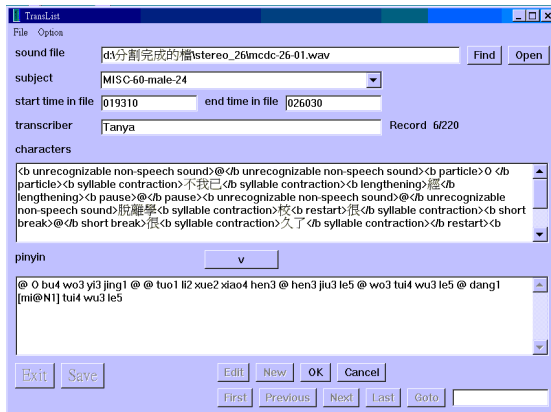 TransList
File Option
sound file d:\分割完成的檔\stereo_26\mcdc-26-01.wav Find Open
subject MISC-60-male-24
start time in file 019310 end time in file 026030
transcriber Tanya Record 6/220
characters
<b unrecognizable non-speech sound>@</b unrecognizable non-speech sound><b particle>O </b
particle><b syllable contraction>不我已</b syllable contraction><b lengthening>經</b
lengthening><b pause>@</b pause><b unrecognizable non-speech sound>@</b unrecognizable
non-speech sound>脫離學<b syllable contraction>校<b restart>很</b syllable contraction><b short
break>@</b short break>很<b syllable contraction>久了</b syllable contraction></b restart><b
pinyin v
@ O bu4 wo3 yi3 jing1 @ @ tuo1 li2 xue2 xiao4 hen3 @ hen3 jiu3 le5 @ wo3 tui4 wu3 le5 @ dang1
[mi@N1] tui4 wu3 le5
Exit Save Edit New OK Cancel
First Previous Next Last Goto